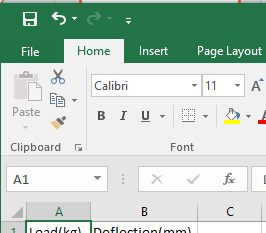 File Home Insert Page Layout
Calibri 11
Paste
B I U A
Clipboard Font
A1 fx
A B C
1 Load(kg) Deflection(mm)